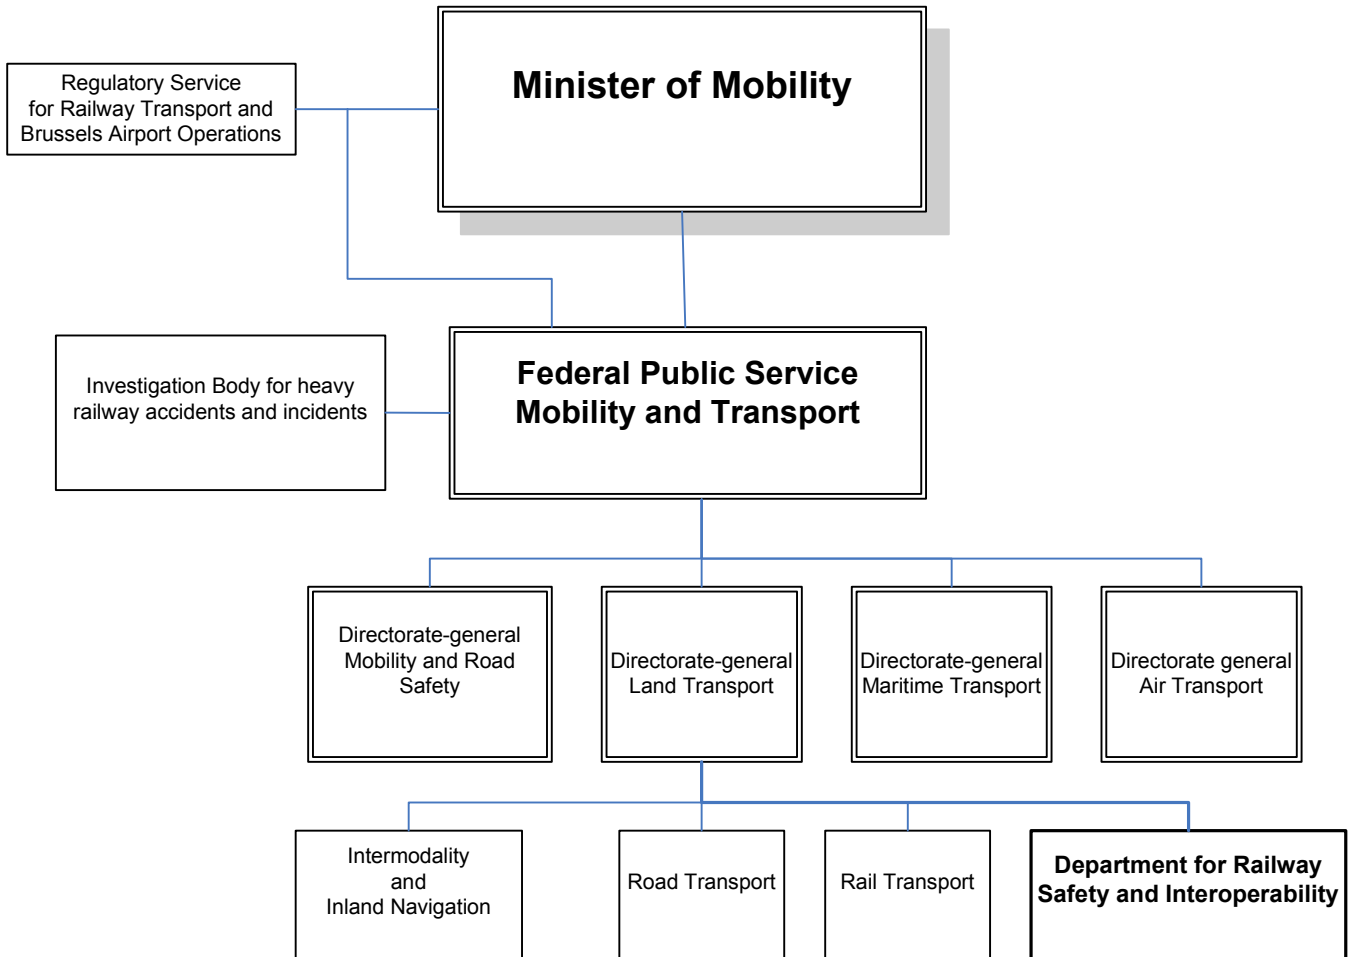 Minister of Mobility
Regulatory Service
for Railway Transport and
Brussels Airport Operations
Federal Public Service
Mobility and Transport
Investigation Body for heavy
railway accidents and incidents
Directorate-general
Mobility and Road
Safety
Directorate-general
Land Transport
Directorate-general
Maritime Transport
Directorate general
Air Transport
Intermodality
and
Inland Navigation
Road Transport
Rail Transport
Department for Railway
Safety and Interoperability